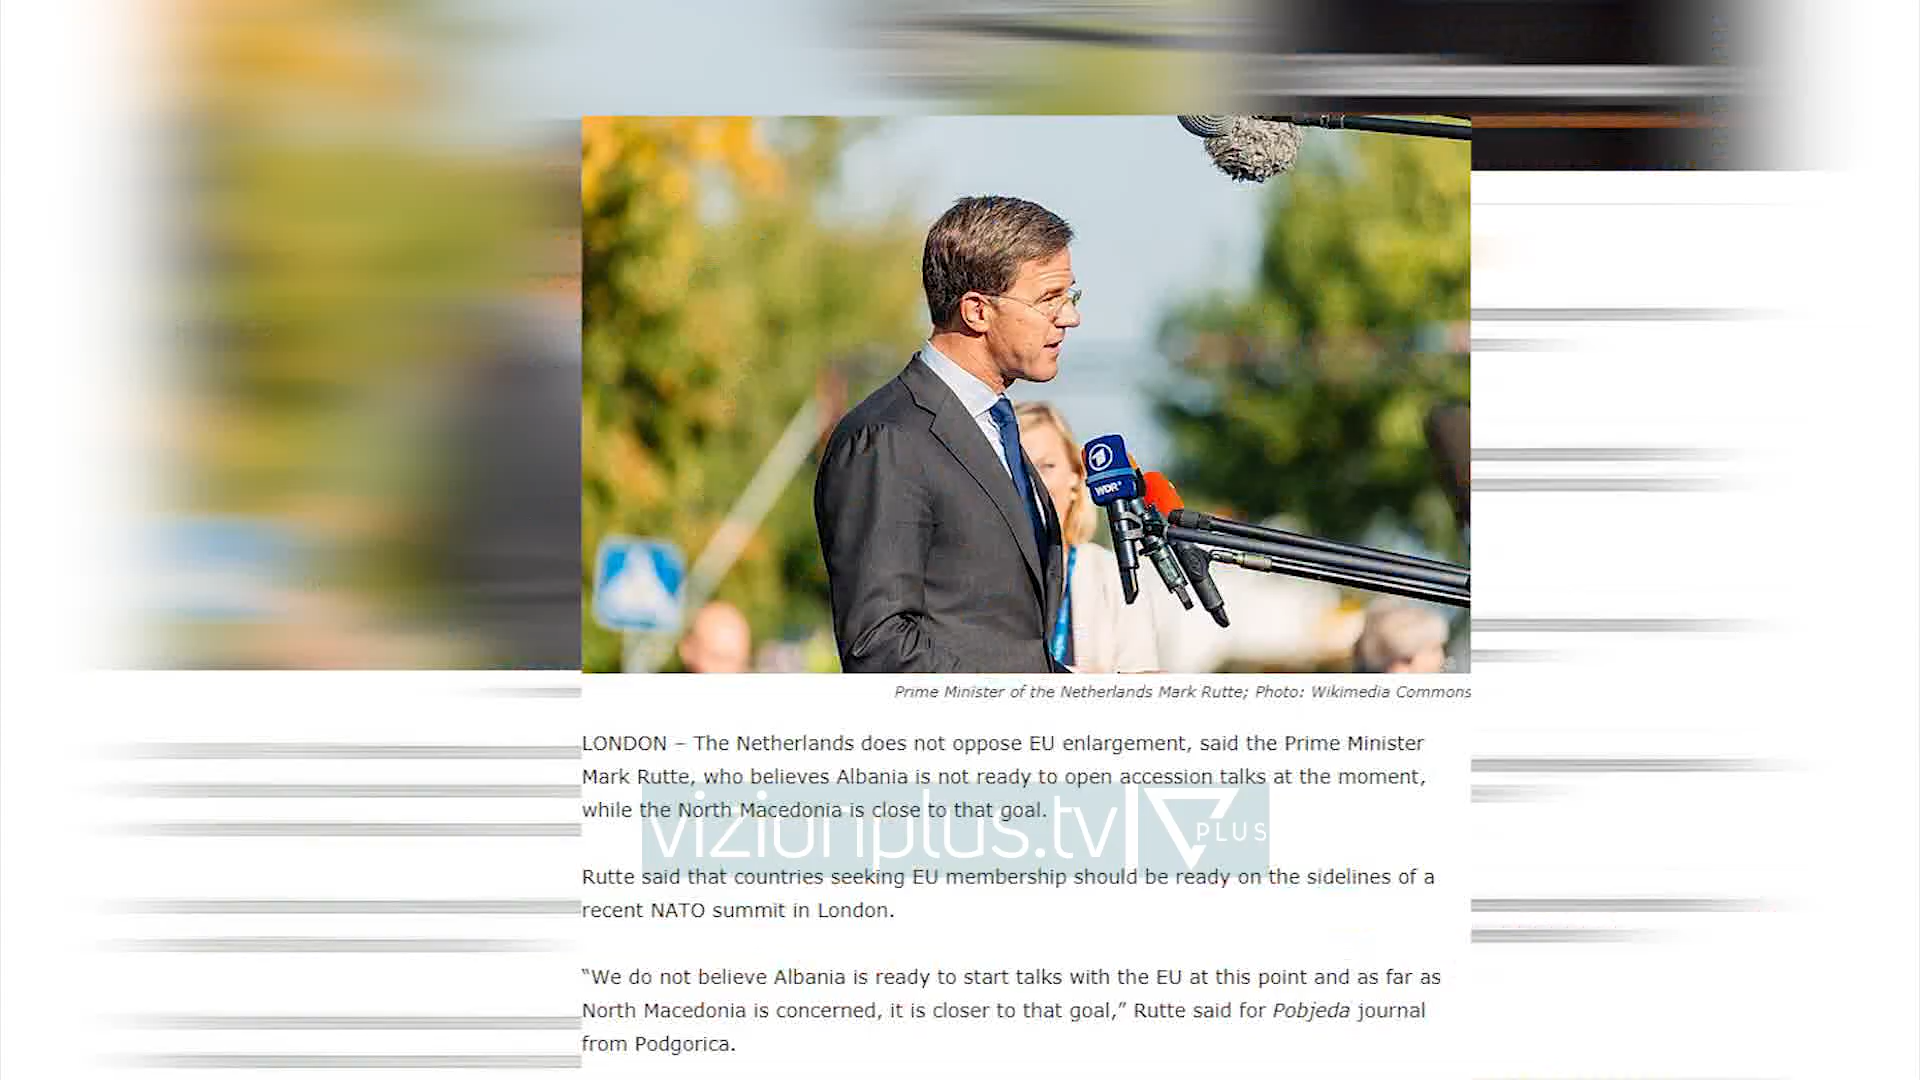 WDR
Prime Minister of the Netherlands Mark Rutte; Photo: Wikimedia Commons
LONDON – The Netherlands does not oppose EU enlargement, said the Prime Minister
Mark Rutte, who believes Albania is not ready to open accession talks at the moment,
while the North Macedonia is close to that goal.
vizionplus.tv PLUS
Rutte said that countries seeking EU membership should be ready on the sidelines of a
recent NATO summit in London.
“We do not believe Albania is ready to start talks with the EU at this point and as far as
North Macedonia is concerned, it is closer to that goal,” Rutte said for Pobjeda journal
from Podgorica.